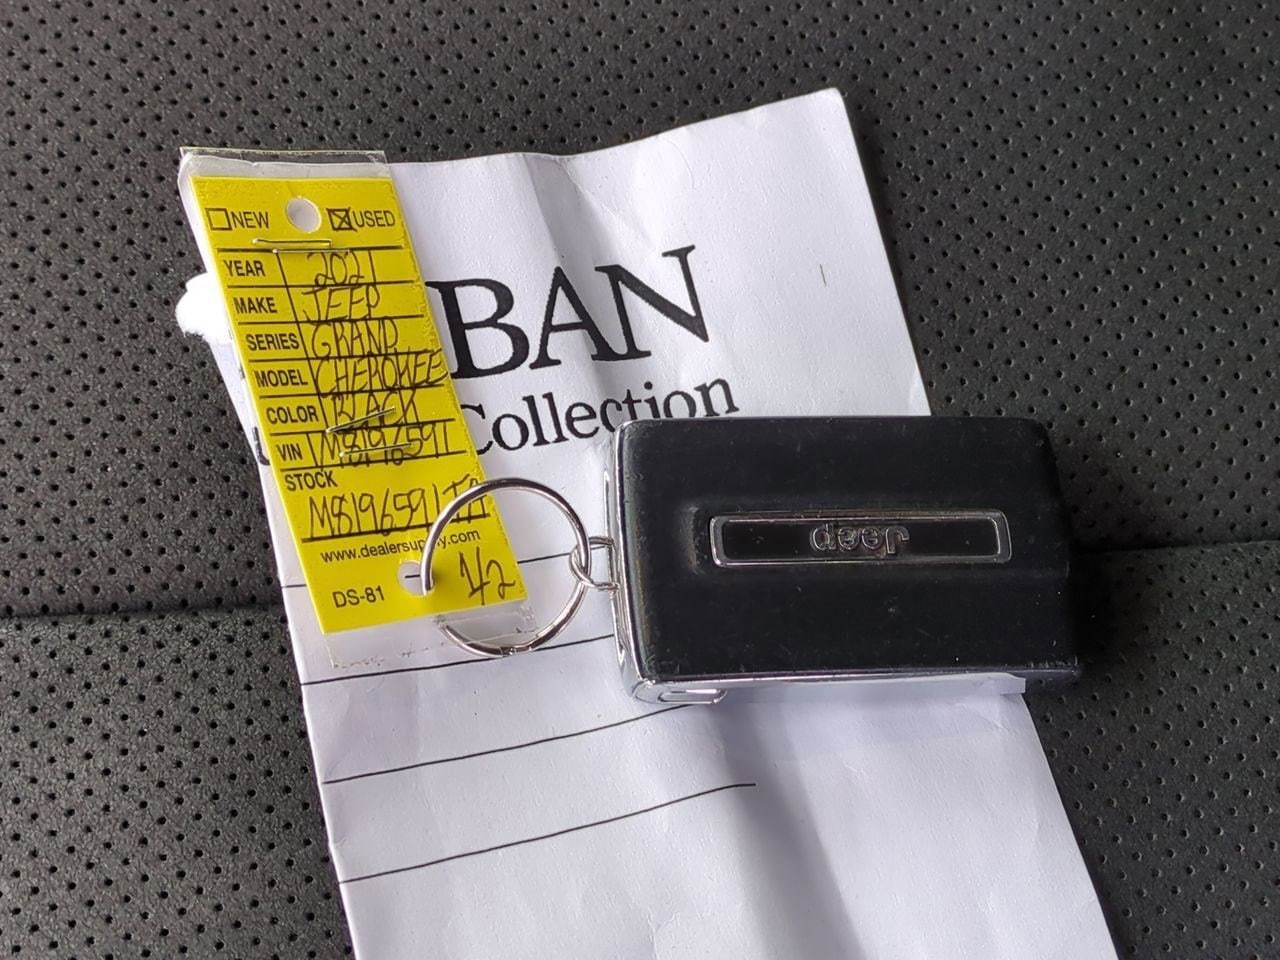 NEW USED
YEAR 2021
MAKE JEEP
SERIES GRAND
MODEL CHEROKEE
COLOR BLACK
VIN
STOCK
M8196591TA
www.dealersupply.com
DS-81 1/2
BAN
Collection
Jeep